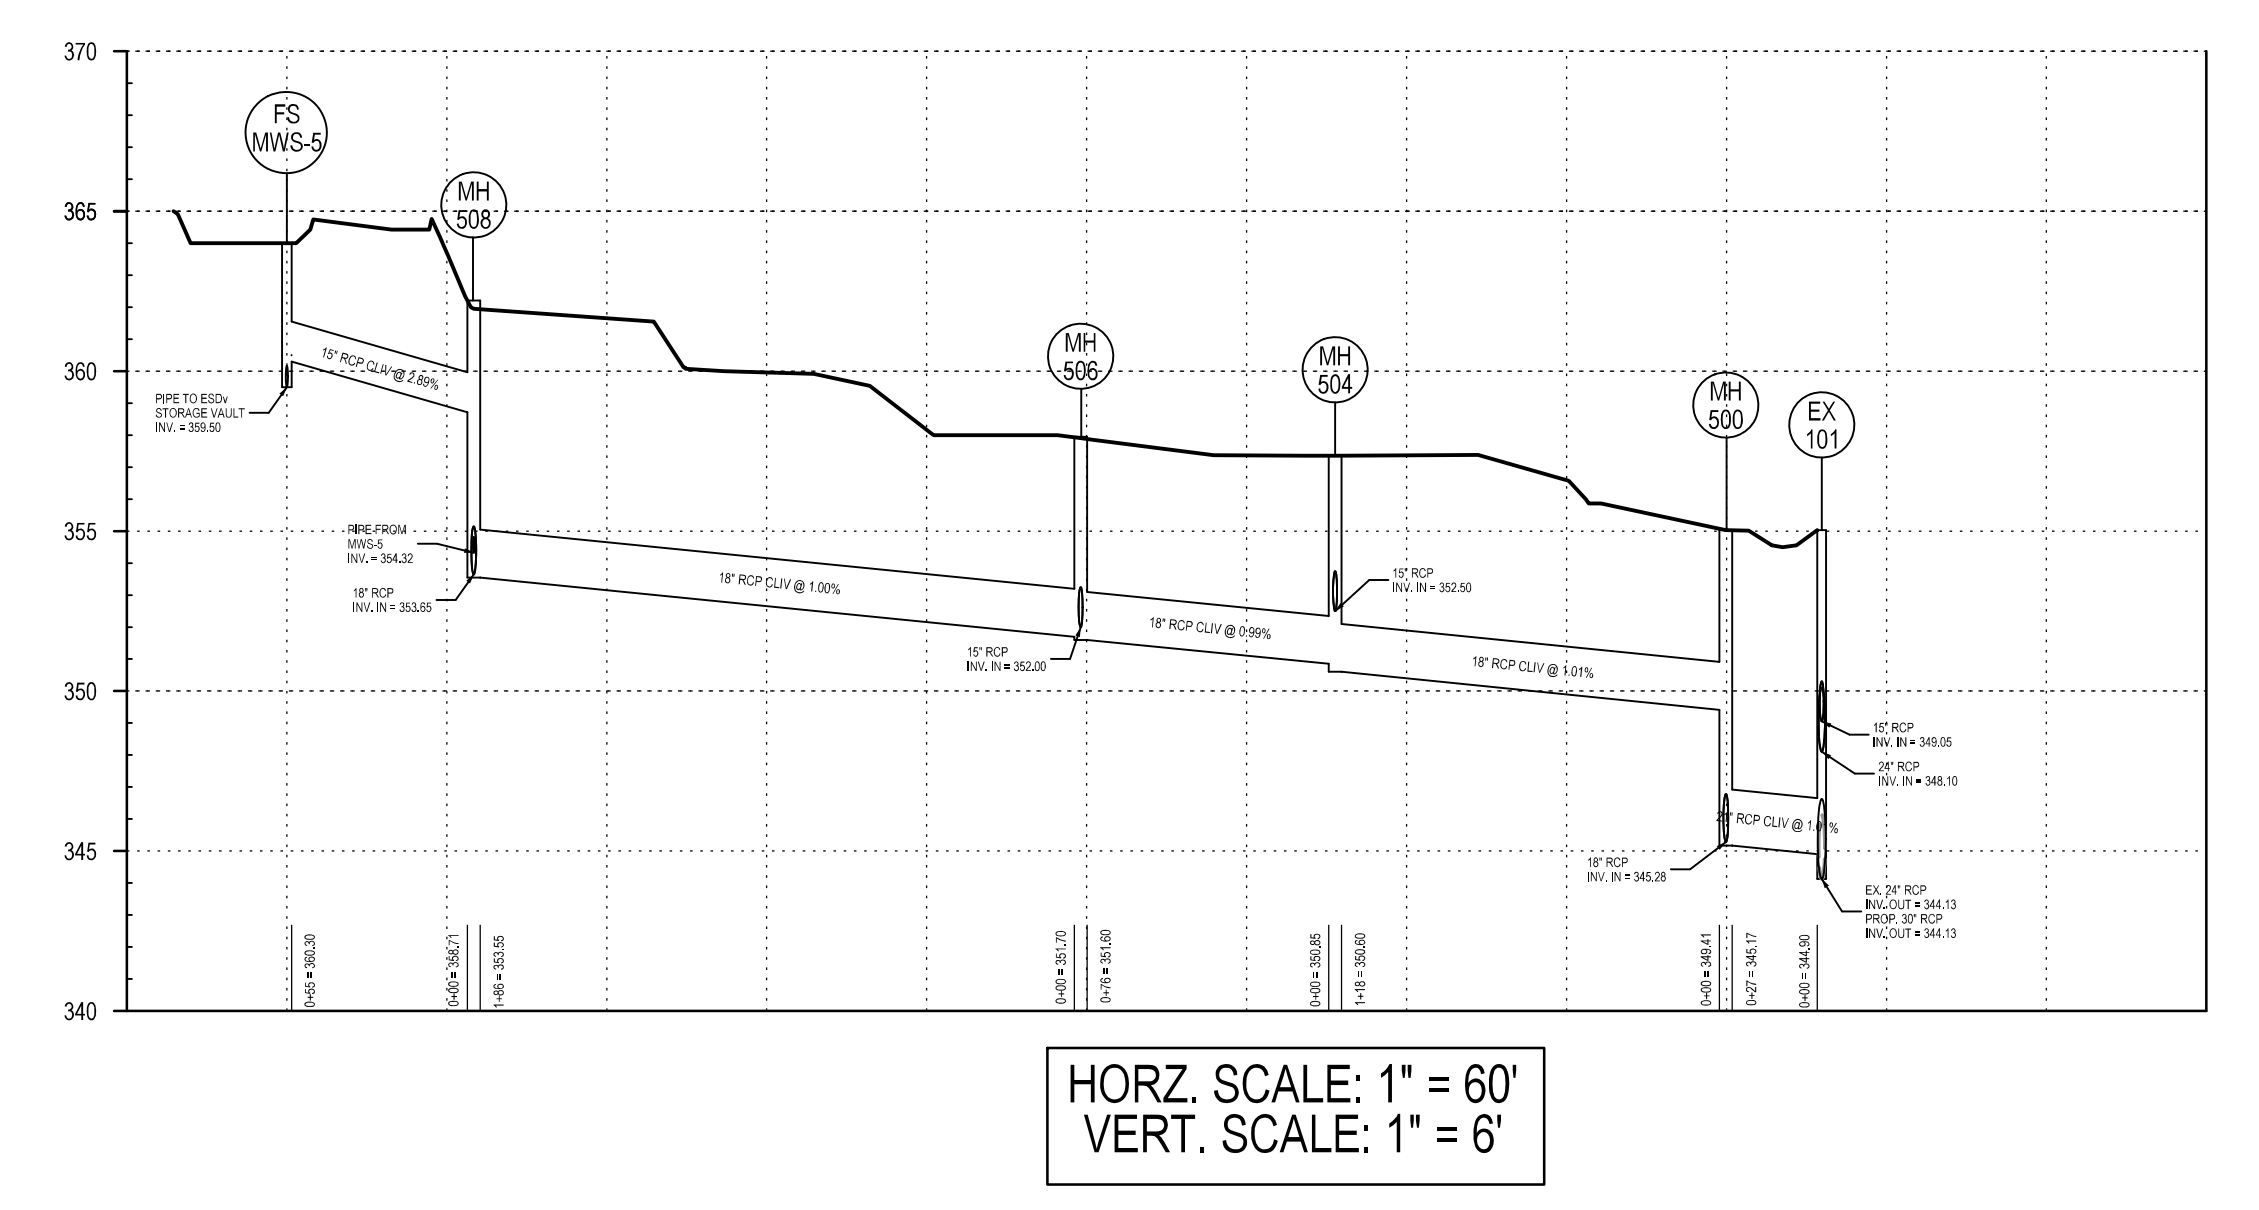 370
365
360
355
350
345
340
FS
MWS-5
MH
508
MH
506
MH
504
MH
500
EX
101
15" RCP CLIV @ 2.89%
PIPE TO ESDv
STORAGE VAULT
INV. = 359.50
PIPE FROM
MWS-5
INV. = 354.32
18" RCP
INV. IN = 353.65
18" RCP CLIV @ 1.00%
15" RCP
INV. IN = 352.00
18" RCP CLIV @ 0.99%
15" RCP
INV. IN = 352.50
18" RCP CLIV @ 1.01%
18" RCP
INV. IN = 345.28
21" RCP CLIV @ 1.01%
15" RCP
INV. IN = 349.05
24" RCP
INV. IN = 348.10
EX. 24" RCP
INV. OUT = 344.13
PROP. 30" RCP
INV. OUT = 344.13
0+55 = 360.30
0+00 = 358.71
1+86 = 353.55
0+00 = 351.70
0+76 = 351.60
0+00 = 350.85
1+18 = 350.60
0+00 = 349.41
0+27 = 345.17
0+00 = 344.90
HORZ. SCALE: 1" = 60'
VERT. SCALE: 1" = 6'